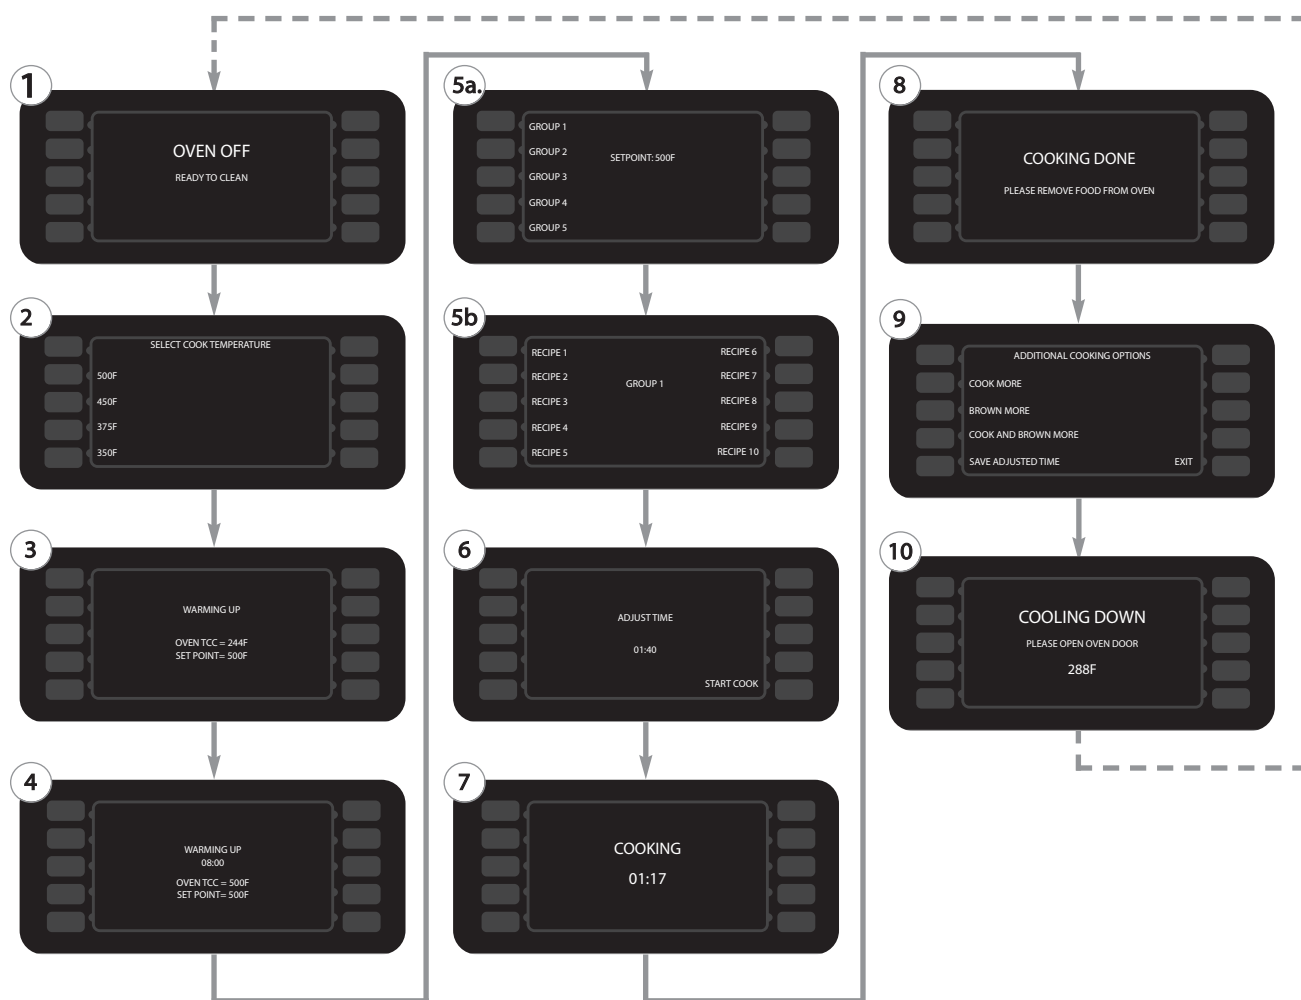 1
OVEN OFF
READY TO CLEAN
2
SELECT COOK TEMPERATURE
500F
450F
375F
350F
3
WARMING UP
OVEN TCC = 244F
SET POINT= 500F
4
WARMING UP
08:00
OVEN TCC = 500F
SET POINT= 500F
5a.
GROUP 1
GROUP 2
GROUP 3
GROUP 4
GROUP 5
SETPOINT: 500F
5b
RECIPE 1
RECIPE 2
RECIPE 3
RECIPE 4
RECIPE 5
GROUP 1
RECIPE 6
RECIPE 7
RECIPE 8
RECIPE 9
RECIPE 10
6
ADJUST TIME
01:40
START COOK
7
COOKING
01:17
8
COOKING DONE
PLEASE REMOVE FOOD FROM OVEN
9
ADDITIONAL COOKING OPTIONS
COOK MORE
BROWN MORE
COOK AND BROWN MORE
SAVE ADJUSTED TIME
EXIT
10
COOLING DOWN
PLEASE OPEN OVEN DOOR
288F